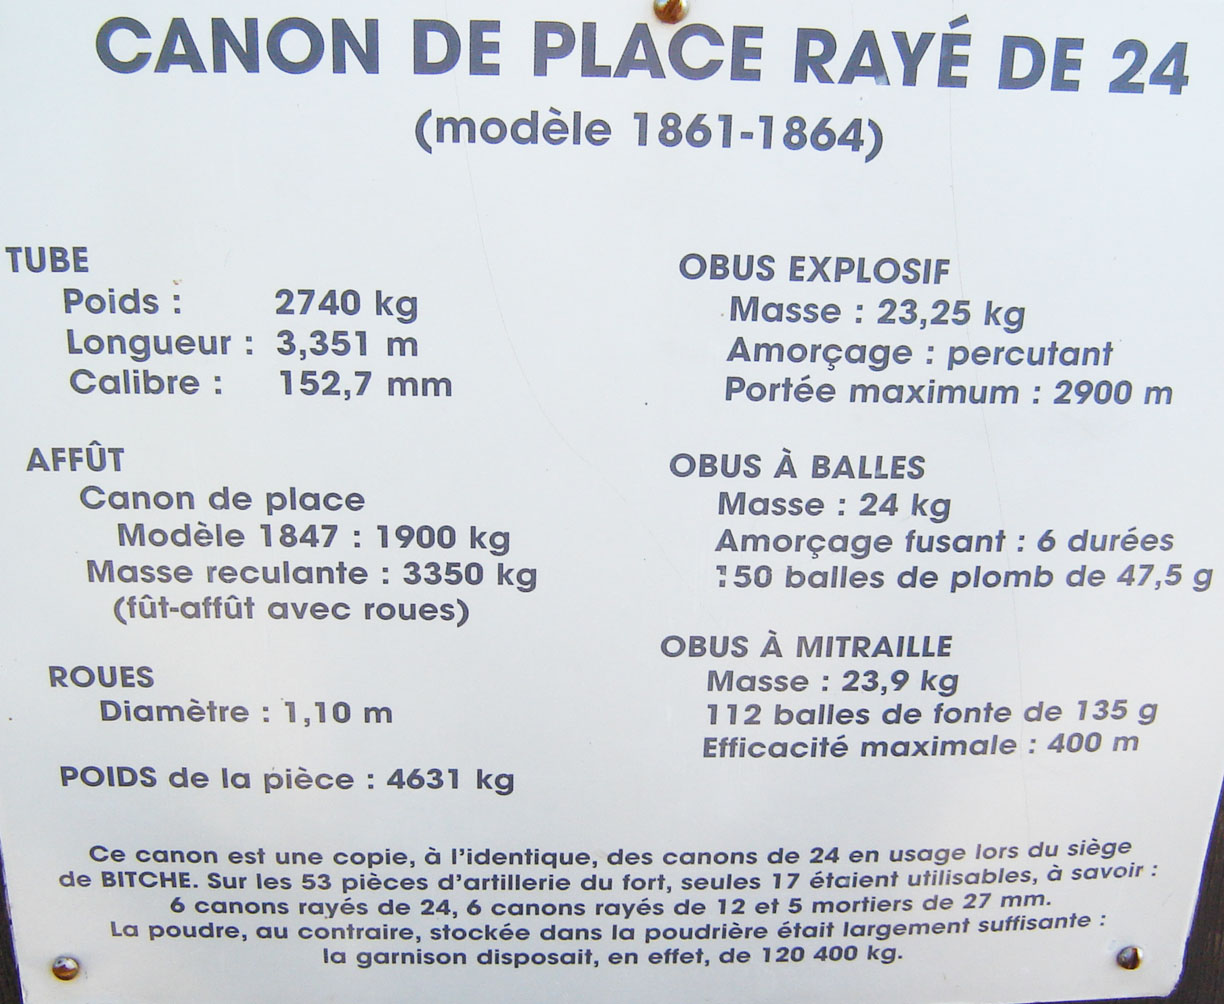 CANON DE PLACE RAYÉ DE 24
(modèle 1861-1864)
TUBE
Poids : 2740 kg
Longueur : 3,351 m
Calibre : 152,7 mm
AFFÛT
Canon de place
Modèle 1847 : 1900 kg
Masse reculante : 3350 kg
(fût-affût avec roues)
ROUES
Diamètre : 1,10 m
POIDS de la pièce : 4631 kg
OBUS EXPLOSIF
Masse : 23,25 kg
Amorçage : percutant
Portée maximum : 2900 m
OBUS À BALLES
Masse : 24 kg
Amorçage fusant : 6 durées
150 balles de plomb de 47,5 g
OBUS À MITRAILLE
Masse : 23,9 kg
112 balles de fonte de 135 g
Efficacité maximale : 400 m
Ce canon est une copie, à l'identique, des canons de 24 en usage lors du siège
de BITCHE. Sur les 53 pièces d'artillerie du fort, seules 17 étaient utilisables, à savoir :
6 canons rayés de 24, 6 canons rayés de 12 et 5 mortiers de 27 mm.
La poudre, au contraire, stockée dans la poudrière était largement suffisante :
la garnison disposait, en effet, de 120 400 kg.